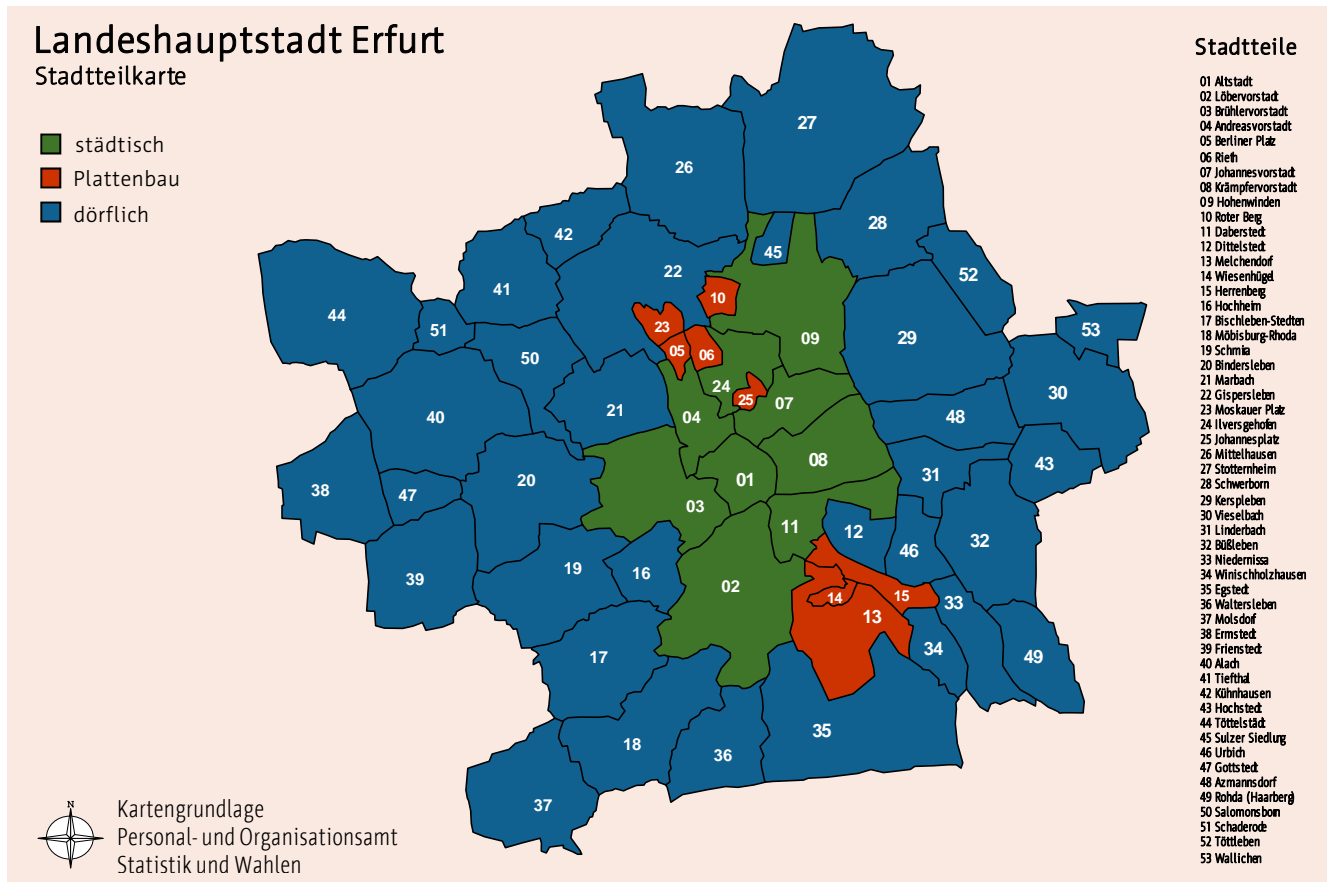 Landeshauptstadt Erfurt
Stadtteilkarte
städtisch
Plattenbau
dörflich
Stadtteile
01 Altstadt
02 Löbervorstadt
03 Brühlervorstadt
04 Andreasvorstadt
05 Berliner Platz
06 Rieth
07 Johannesvorstadt
08 Krämpfervorstadt
09 Hohenwinden
10 Roter Berg
11 Daberstedt
12 Dittelstedt
13 Melchendorf
14 Wiesenhügel
15 Herrenberg
16 Hochheim
17 Bischleben-Stedten
18 Möbisburg-Rhoda
19 Schmira
20 Bindersleben
21 Marbach
22 Gispersleben
23 Moskauer Platz
24 Ilversgehofen
25 Johannesplatz
26 Mittelhausen
27 Stotternheim
28 Schwerborn
29 Kerspleben
30 Vieselbach
31 Linderbach
32 Büßleben
33 Niedernissa
34 Winischholzhausen
35 Egstedt
36 Waltersleben
37 Molsdorf
38 Ermstedt
39 Frienstedt
40 Alach
41 Tiefthal
42 Kühnhausen
43 Hochstedt
44 Töttelstädt
45 Sulzer Siedlung
46 Urbich
47 Gottstedt
48 Azmannsdorf
49 Rohda (Haarberg)
50 Salomonsborn
51 Schaderode
52 Töttleben
53 Wallichen
27
26
28
42
45
22
52
41
10
44
23
51
53
09
29
05
06
50
24
30
25
07
21
04
40
48
08
43
31
01
20
38
47
03
11
12
32
46
19
16
39
02
15
14
33
13
34
17
49
35
18
36
37
N
Kartengrundlage
Personal- und Organisationsamt
Statistik und Wahlen